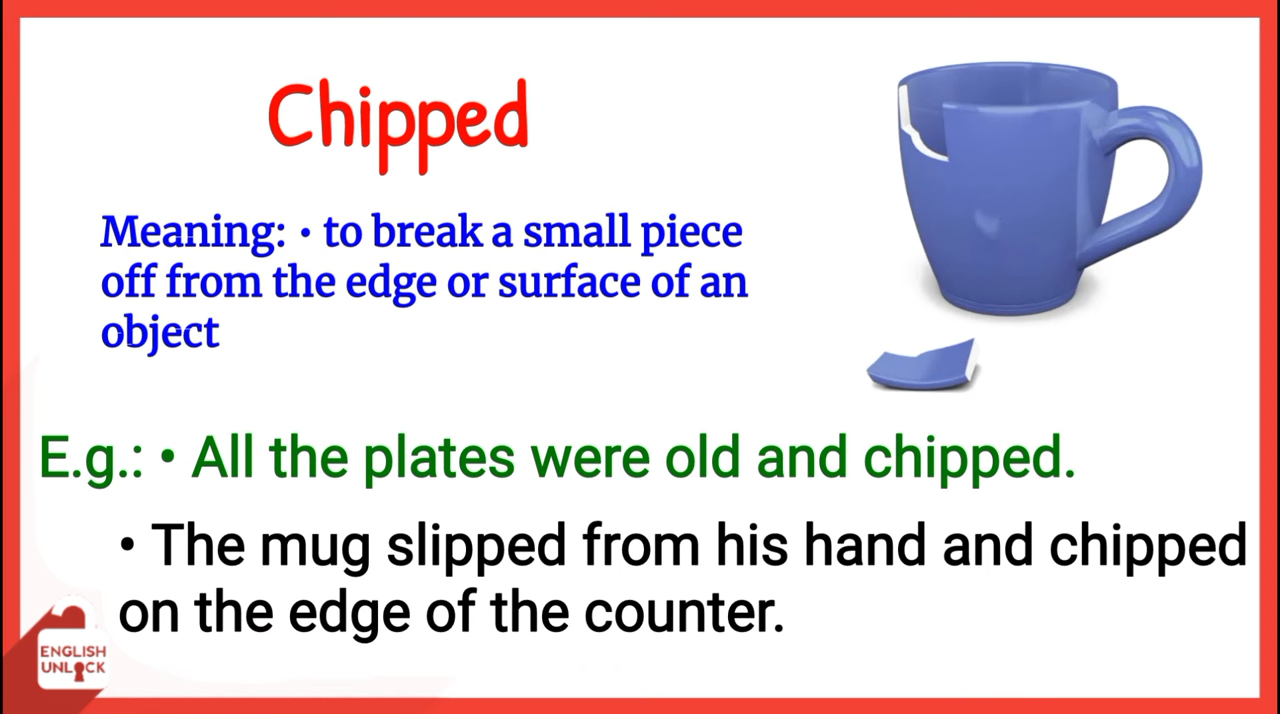 Chipped
Meaning: • to break a small piece
off from the edge or surface of an
object
E.g.: • All the plates were old and chipped.
• The mug slipped from his hand and chipped
on the edge of the counter.
ENGLISH
UNLOCK